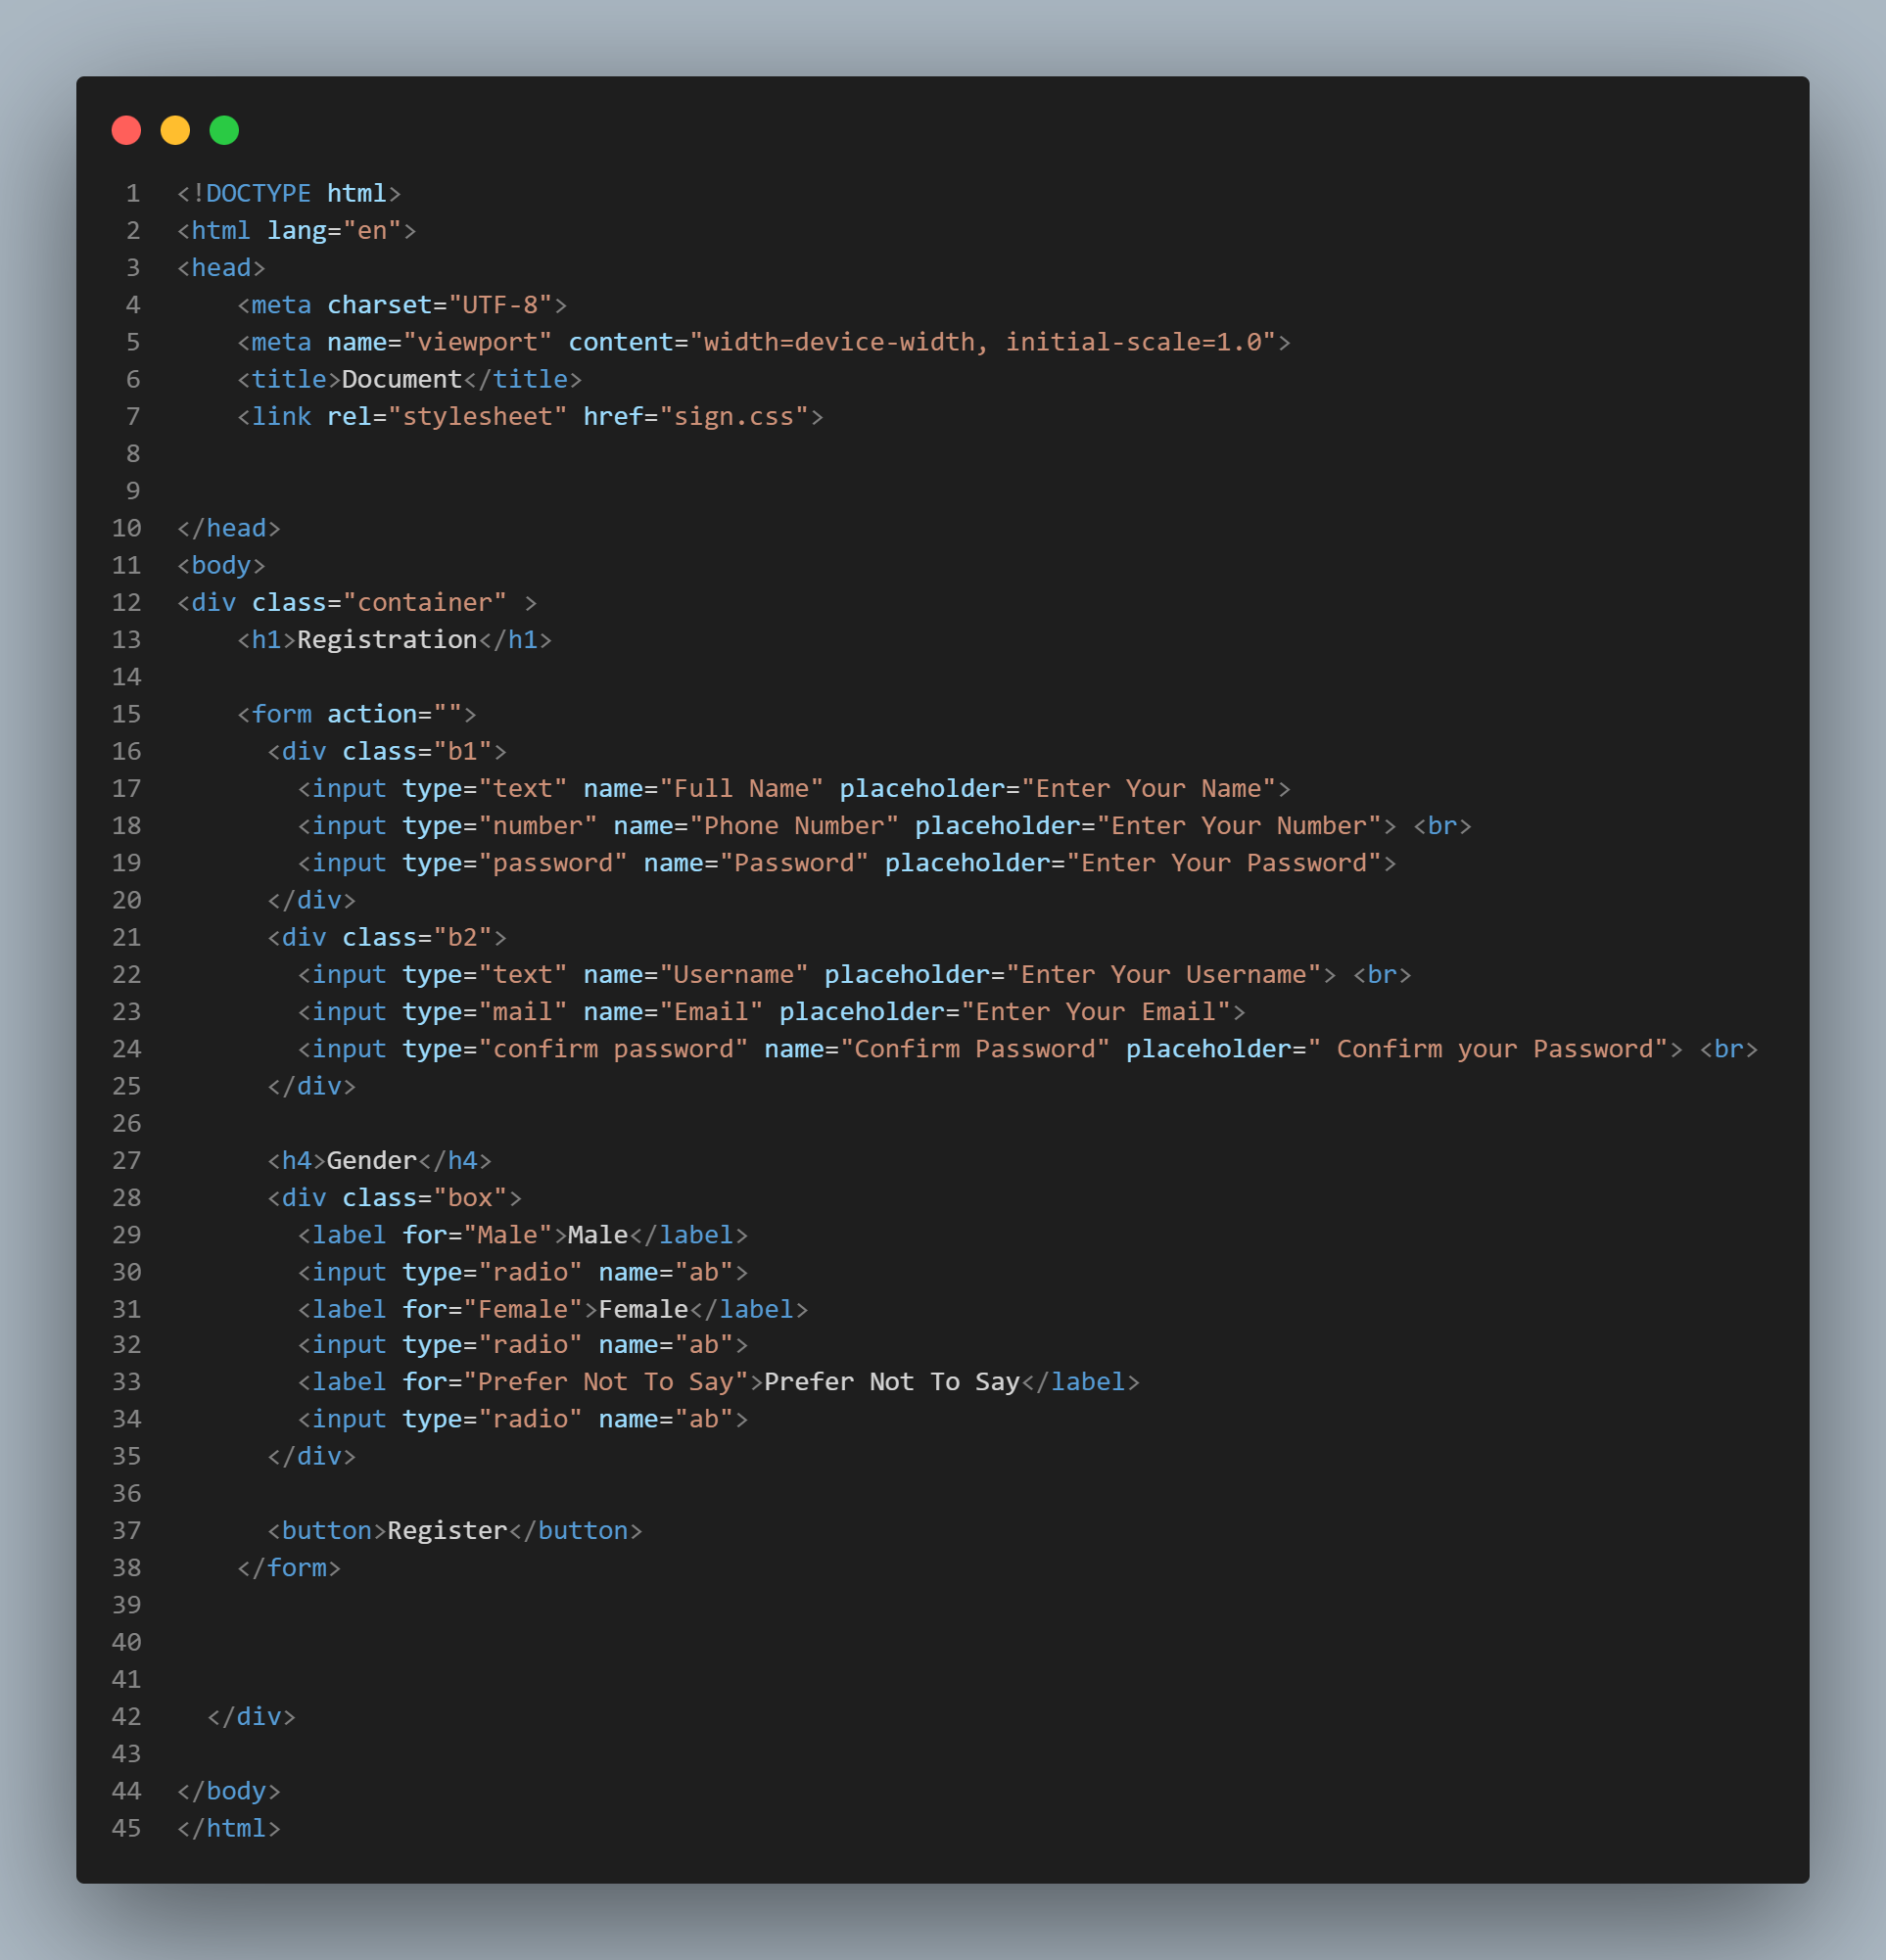 1 <!DOCTYPE html>
2 <html lang="en">
3 <head>
4     <meta charset="UTF-8">
5     <meta name="viewport" content="width=device-width, initial-scale=1.0">
6     <title>Document</title>
7     <link rel="stylesheet" href="sign.css">
8
9
10 </head>
11 <body>
12 <div class="container" >
13     <h1>Registration</h1>
14
15     <form action="">
16       <div class="b1">
17         <input type="text" name="Full Name" placeholder="Enter Your Name">
18         <input type="number" name="Phone Number" placeholder="Enter Your Number"> <br>
19         <input type="password" name="Password" placeholder="Enter Your Password">
20       </div>
21       <div class="b2">
22         <input type="text" name="Username" placeholder="Enter Your Username"> <br>
23         <input type="mail" name="Email" placeholder="Enter Your Email">
24         <input type="confirm password" name="Confirm Password" placeholder=" Confirm your Password"> <br>
25       </div>
26
27       <h4>Gender</h4>
28       <div class="box">
29         <label for="Male">Male</label>
30         <input type="radio" name="ab">
31         <label for="Female">Female</label>
32         <input type="radio" name="ab">
33         <label for="Prefer Not To Say">Prefer Not To Say</label>
34         <input type="radio" name="ab">
35       </div>
36
37       <button>Register</button>
38     </form>
39
40
41
42   </div>
43
44 </body>
45 </html>